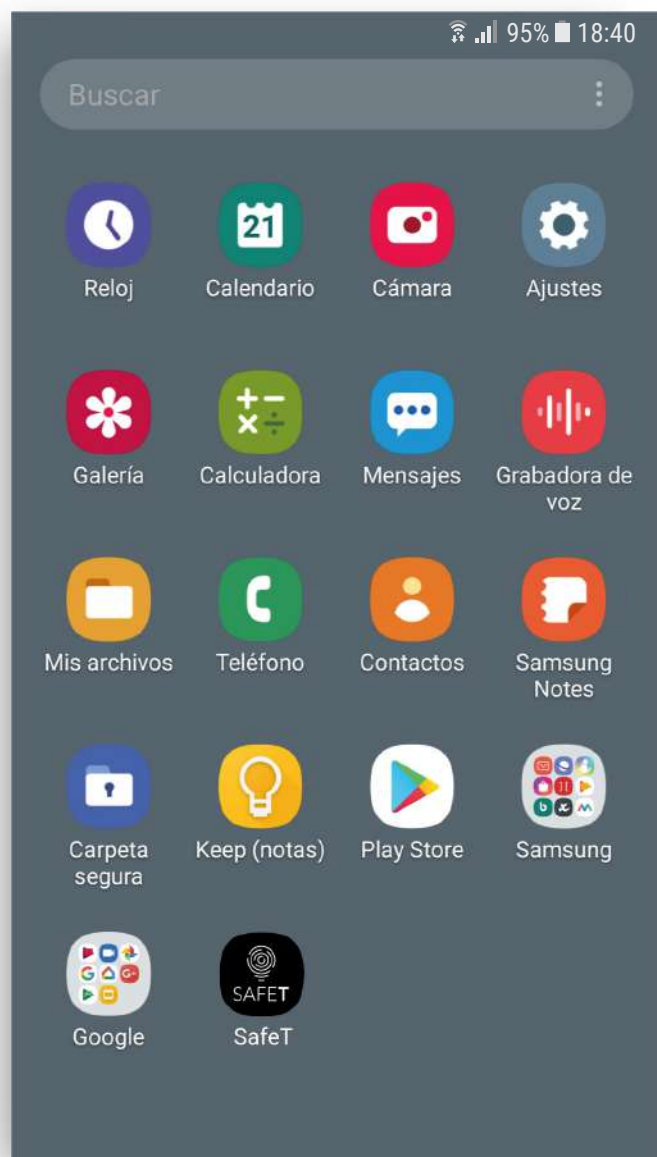 95% 18:40
Buscar
21
Reloj Calendario Cámara Ajustes
Galería Calculadora Mensajes Grabadora de
voz
Mis archivos Teléfono Contactos Samsung
Notes
Carpeta Keep (notas) Play Store Samsung
segura
SAFET
Google SafeT